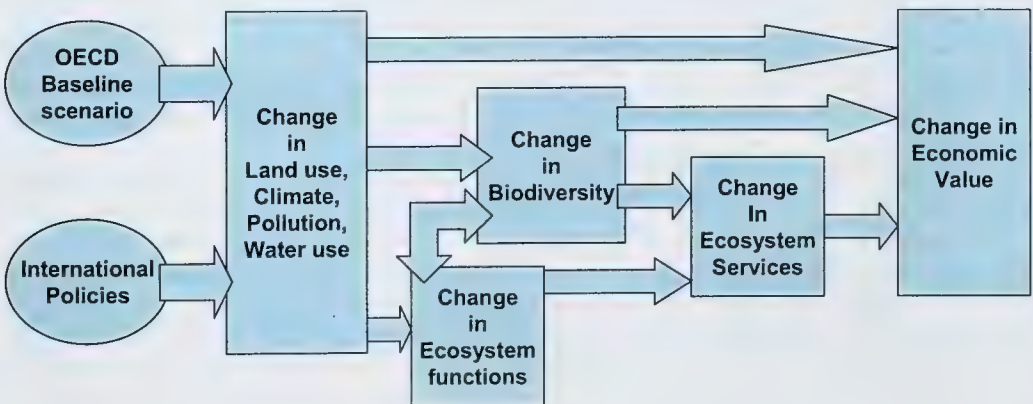 OECD
Baseline
scenario
International
Policies
Change
in
Land use,
Climate,
Pollution,
Water use
Change
in
Biodiversity
Change
in
Ecosystem
functions
Change
In
Ecosystem
Services
Change in
Economic
Value